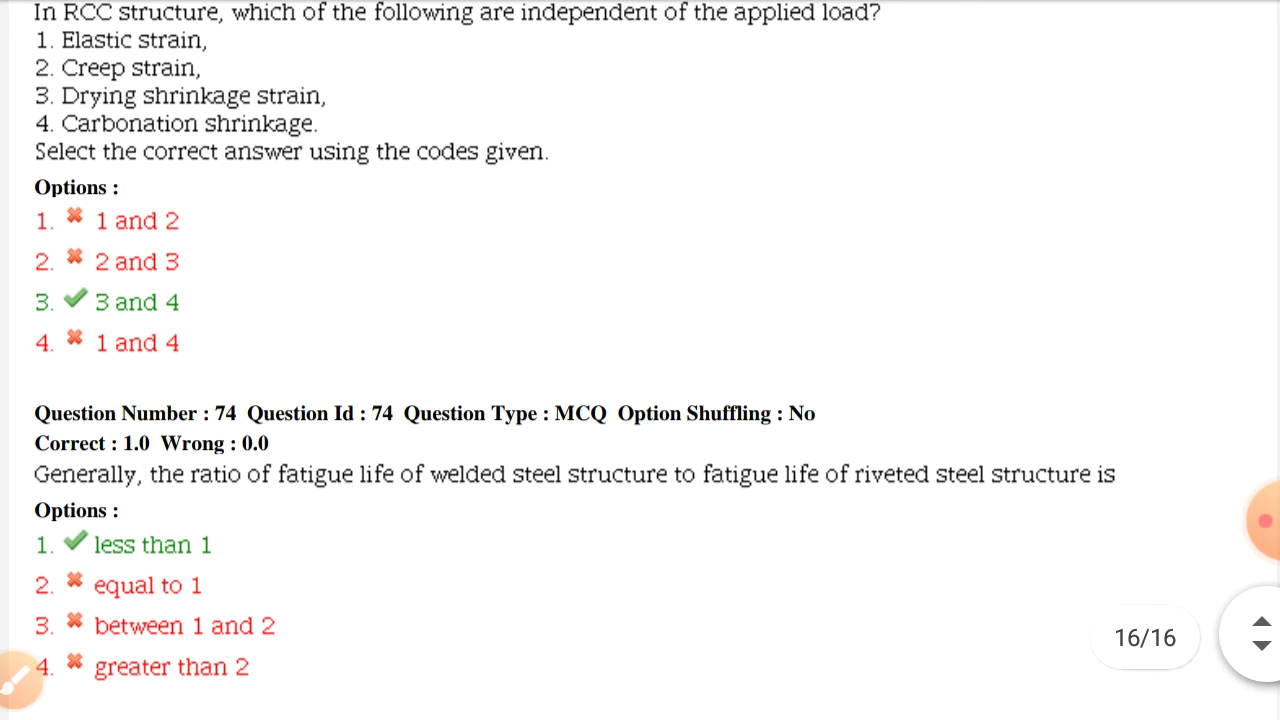 In RCC structure, which of the following are independent of the applied load?
1. Elastic strain,
2. Creep strain,
3. Drying shrinkage strain,
4. Carbonation shrinkage.
Select the correct answer using the codes given.
Options :
1. 1 and 2
2. 2 and 3
3. 3 and 4
4. 1 and 4
Question Number : 74 Question Id : 74 Question Type : MCQ Option Shuffling : No
Correct : 1.0 Wrong : 0.0
Generally, the ratio of fatigue life of welded steel structure to fatigue life of riveted steel structure is
Options :
1. less than 1
2. equal to 1
3. between 1 and 2
4. greater than 2
16/16